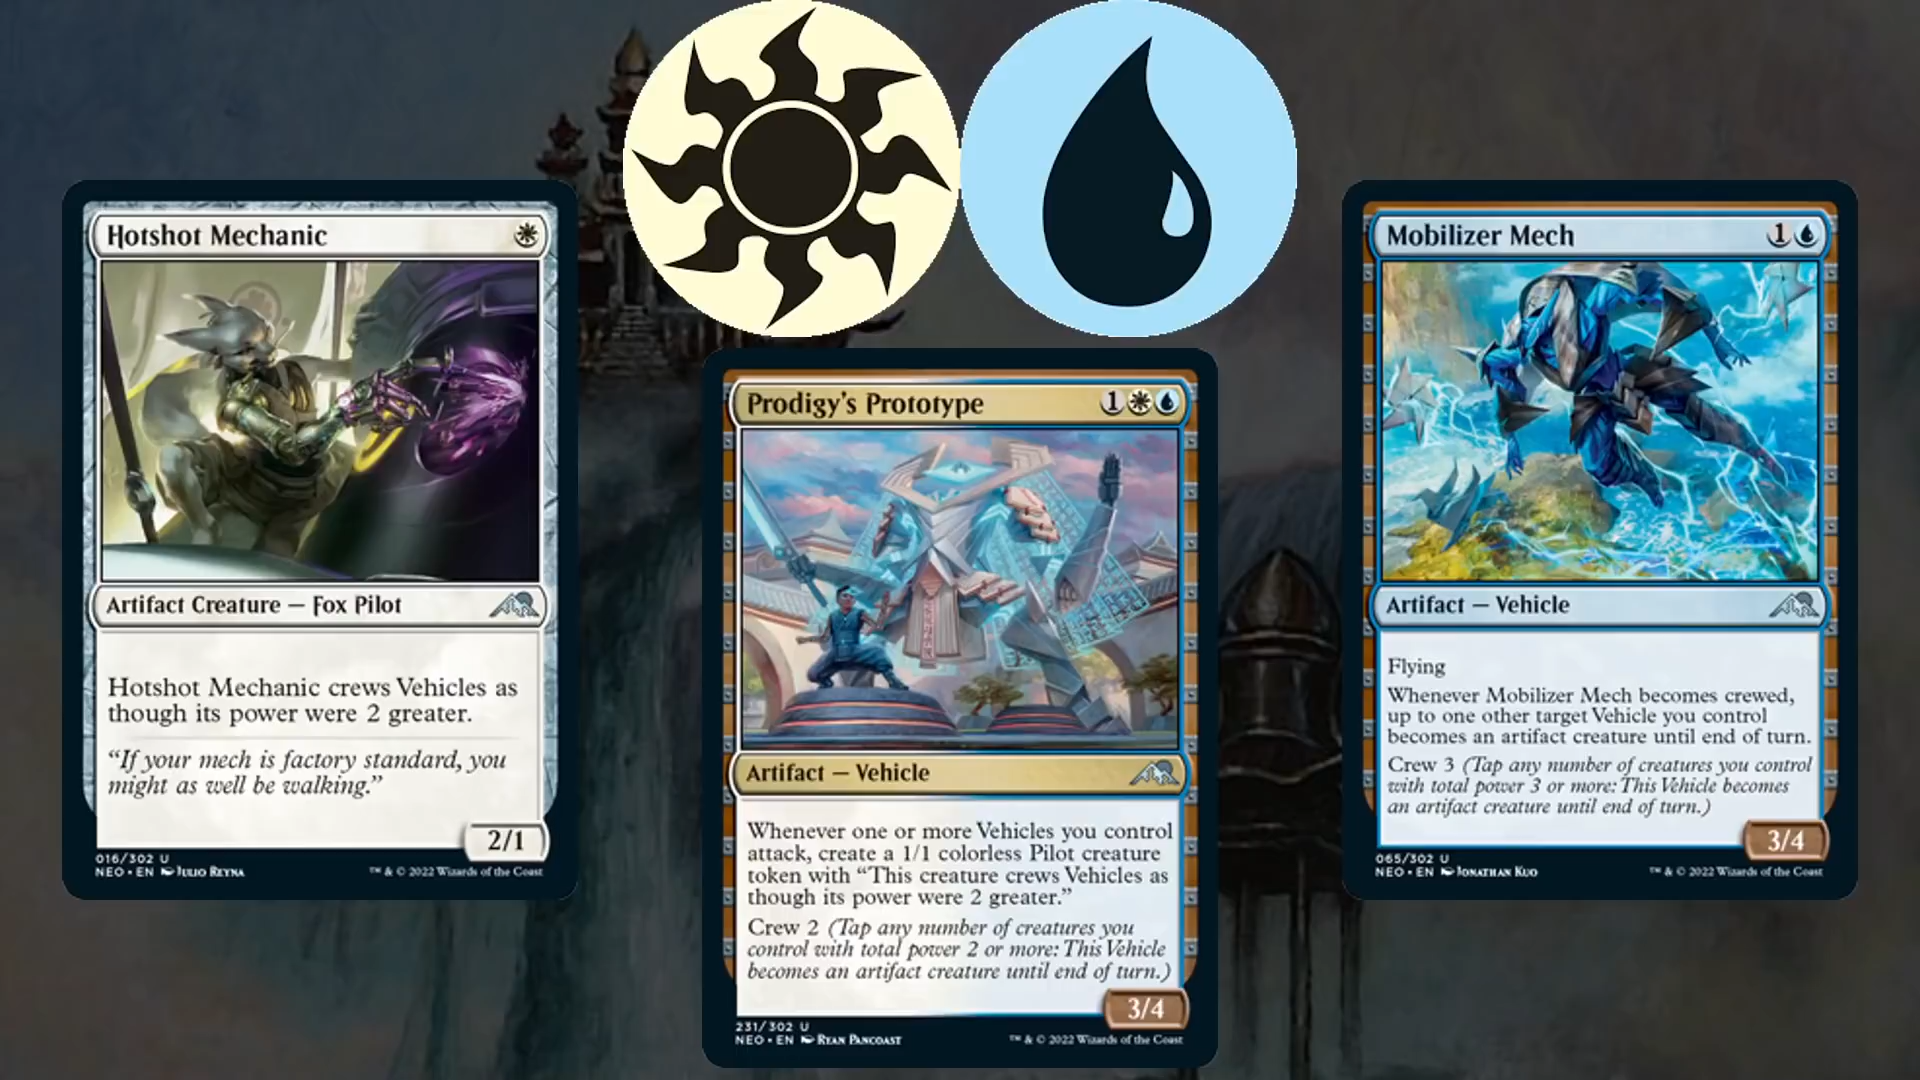 Hotshot Mechanic
Artifact Creature — Fox Pilot
Hotshot Mechanic crews Vehicles as
though its power were 2 greater.
“If your mech is factory standard, you
might as well be walking.”
2/1
016/302 U
NEO • EN Julio Reyna
™ & © 2022 Wizards of the Coast
Prodigy’s Prototype
1
Artifact — Vehicle
Whenever one or more Vehicles you control
attack, create a 1/1 colorless Pilot creature
token with “This creature crews Vehicles as
though its power were 2 greater.”
Crew 2 (Tap any number of creatures you
control with total power 2 or more: This Vehicle
becomes an artifact creature until end of turn.)
3/4
231/302 U
NEO • EN Ryan Pancoast
™ & © 2022 Wizards of the Coast
Mobilizer Mech
1
Artifact — Vehicle
Flying
Whenever Mobilizer Mech becomes crewed,
up to one other target Vehicle you control
becomes an artifact creature until end of turn.
Crew 3 (Tap any number of creatures you control
with total power 3 or more: This Vehicle becomes
an artifact creature until end of turn.)
3/4
065/302 U
NEO • EN Jonathan Kuo
™ & © 2022 Wizards of the Coast